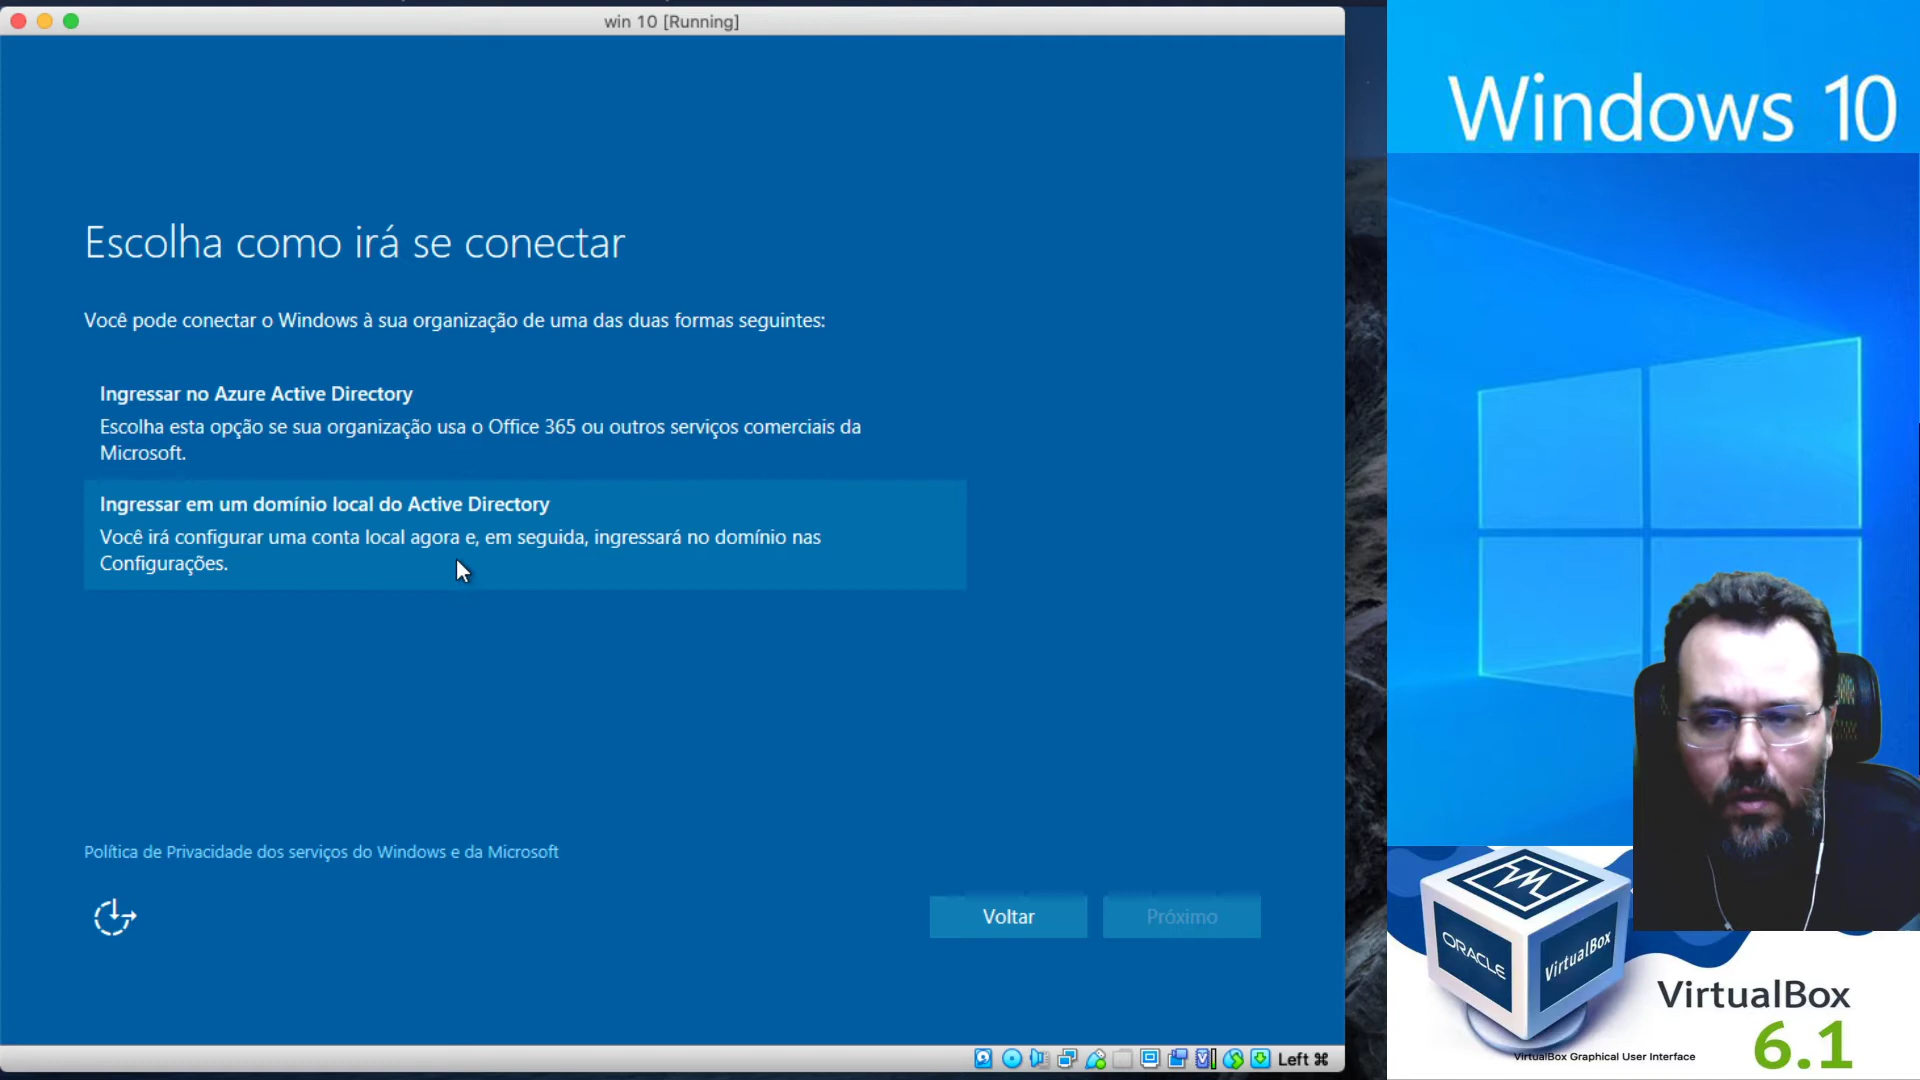 win 10 [Running]
Escolha como irá se conectar
Você pode conectar o Windows à sua organização de uma das duas formas seguintes:
Ingressar no Azure Active Directory
Escolha esta opção se sua organização usa o Office 365 ou outros serviços comerciais da
Microsoft.
Ingressar em um domínio local do Active Directory
Você irá configurar uma conta local agora e, em seguida, ingressará no domínio nas
Configurações.
Política de Privacidade dos serviços do Windows e da Microsoft
Voltar
Próximo
Left ⌘
Windows 10
ORACLE
VirtualBox
VirtualBox
6.1
VirtualBox Graphical User Interface